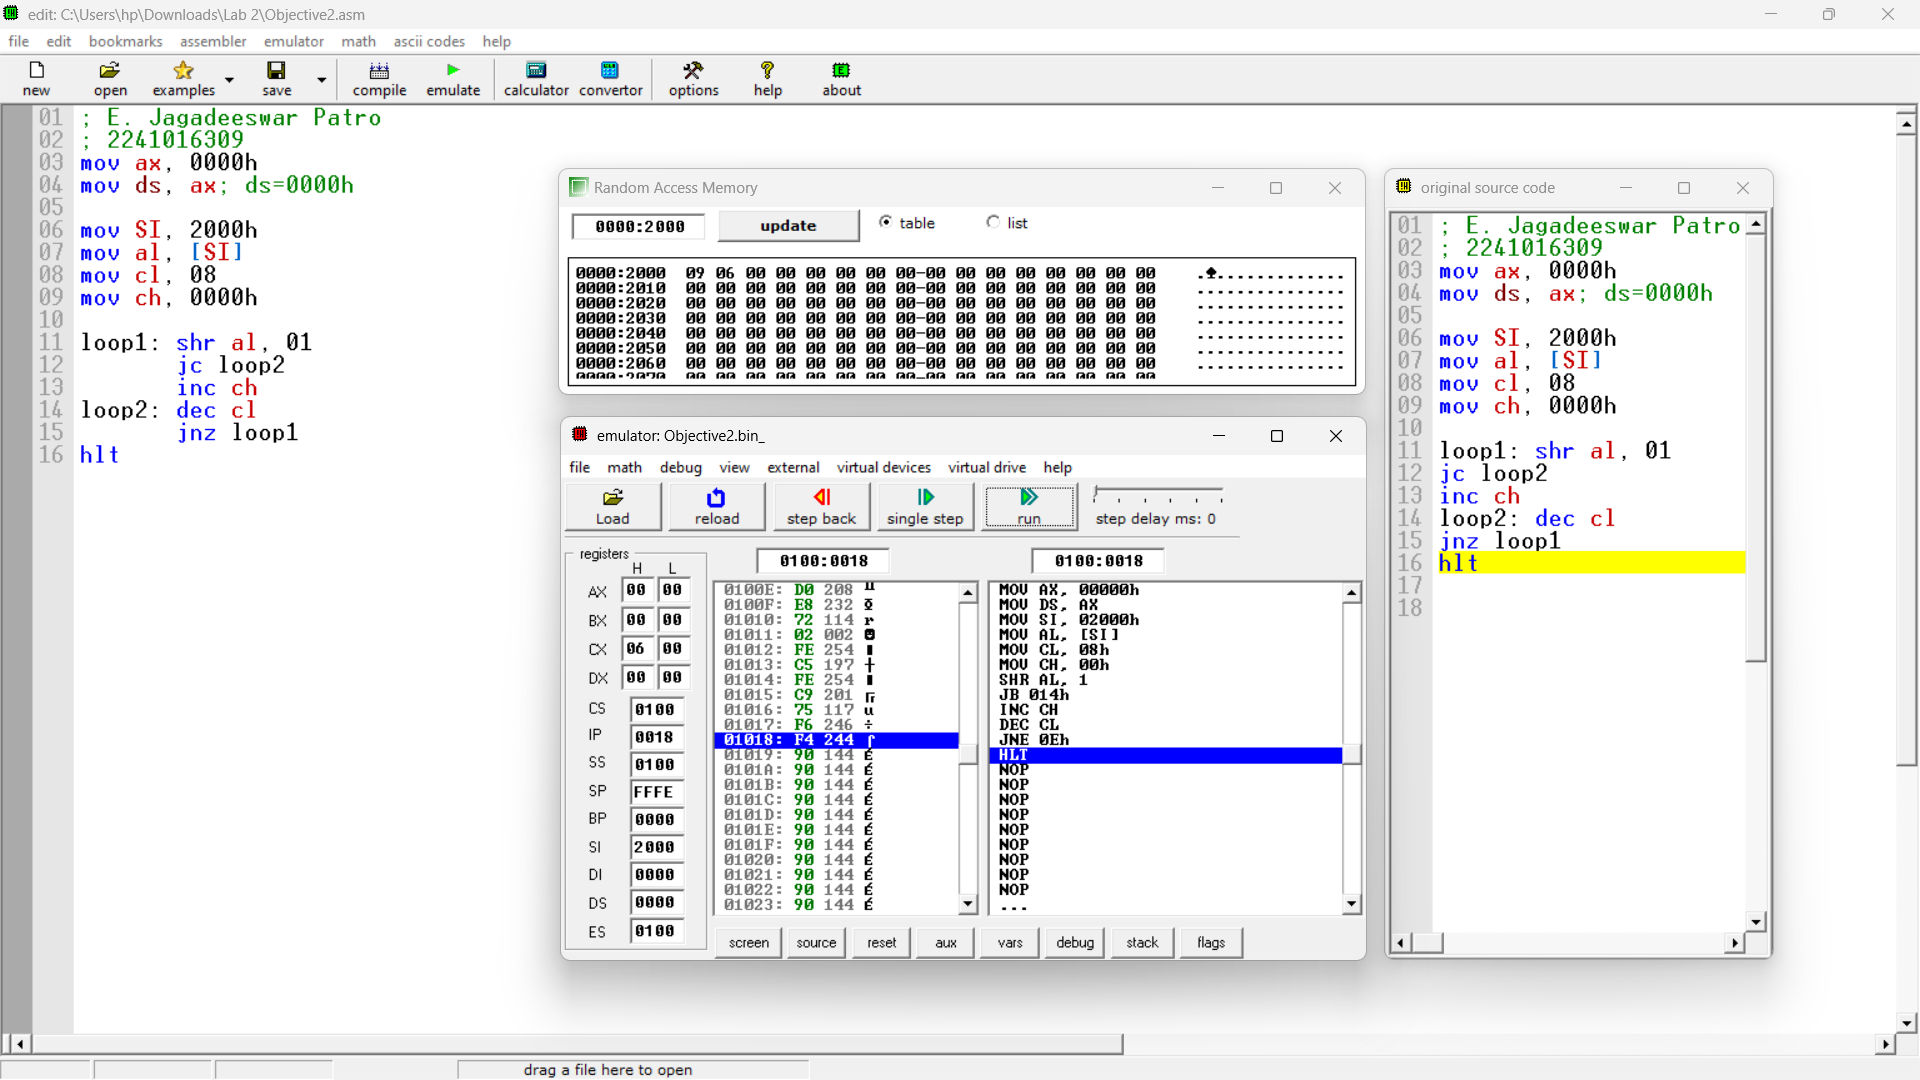 edit: C:\Users\hp\Downloads\Lab 2\Objective2.asm
file edit bookmarks assembler emulator math ascii codes help
new open examples save compile emulate calculator convertor options help about
01 ; E. Jagadeeswar Patro
02 ; 2241016309
03 mov ax, 0000h
04 mov ds, ax; ds=0000h
05
06 mov SI, 2000h
07 mov al, [SI]
08 mov cl, 08
09 mov ch, 0000h
10
11 loop1: shr al, 01
12 jc loop2
13 inc ch
14 loop2: dec cl
15 jnz loop1
16 hlt
Random Access Memory
0000:2000 update table list
0000:2000 09 06 00 00 00 00 00 00-00 00 00 00 00 00 00 00 .♠..............
0000:2010 00 00 00 00 00 00 00 00-00 00 00 00 00 00 00 00 ................
0000:2020 00 00 00 00 00 00 00 00-00 00 00 00 00 00 00 00 ................
0000:2030 00 00 00 00 00 00 00 00-00 00 00 00 00 00 00 00 ................
0000:2040 00 00 00 00 00 00 00 00-00 00 00 00 00 00 00 00 ................
0000:2050 00 00 00 00 00 00 00 00-00 00 00 00 00 00 00 00 ................
0000:2060 00 00 00 00 00 00 00 00-00 00 00 00 00 00 00 00 ................
0000:2070 00 00 00 00 00 00 00 00-00 00 00 00 00 00 00 00
emulator: Objective2.bin_
file math debug view external virtual devices virtual drive help
Load reload step back single step run step delay ms: 0
registers
H L
AX 00 00
BX 00 00
CX 06 00
DX 00 00
CS 0100
IP 0018
SS 0100
SP FFFE
BP 0000
SI 2000
DI 0000
DS 0000
ES 0100
0100:0018
0100E: D0 208 ╨
0100F: E8 232 Φ
01010: 72 114 r
01011: 02 002 ☻
01012: FE 254 ■
01013: C5 197 ┼
01014: FE 254 ■
01015: C9 201 ╔
01016: 75 117 u
01017: F6 246 ÷
01018: F4 244 ⌠
01019: 90 144 É
0101A: 90 144 É
0101B: 90 144 É
0101C: 90 144 É
0101D: 90 144 É
0101E: 90 144 É
0101F: 90 144 É
01020: 90 144 É
01021: 90 144 É
01022: 90 144 É
01023: 90 144 É
0100:0018
MOV AX, 00000h
MOV DS, AX
MOV SI, 02000h
MOV AL, [SI]
MOV CL, 08h
MOV CH, 00h
SHR AL, 1
JB 014h
INC CH
DEC CL
JNE 0Eh
HLT
NOP
NOP
NOP
NOP
NOP
NOP
NOP
NOP
NOP
...
screen source reset aux vars debug stack flags
original source code
01 ; E. Jagadeeswar Patro
02 ; 2241016309
03 mov ax, 0000h
04 mov ds, ax; ds=0000h
05
06 mov SI, 2000h
07 mov al, [SI]
08 mov cl, 08
09 mov ch, 0000h
10
11 loop1: shr al, 01
12 jc loop2
13 inc ch
14 loop2: dec cl
15 jnz loop1
16 hlt
17
18
drag a file here to open